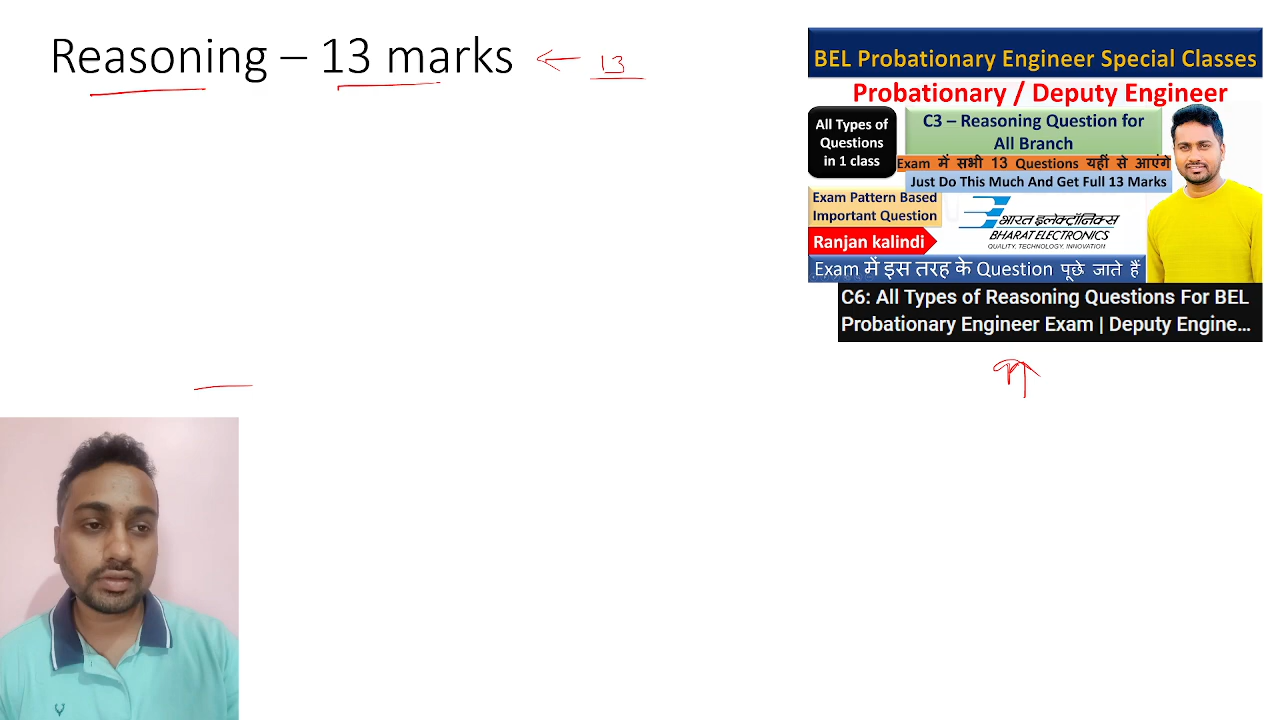 Reasoning – 13 marks
13
BEL Probationary Engineer Special Classes
Probationary / Deputy Engineer
All Types of
Questions
in 1 class
C3 – Reasoning Question for
All Branch
Exam में सभी 13 Questions यहीं से आएंगे
Just Do This Much And Get Full 13 Marks
Exam Pattern Based
Important Question
Ranjan kalindi
भारत इलेक्ट्रॉनिक्स
BHARAT ELECTRONICS
QUALITY, TECHNOLOGY, INNOVATION
Exam में इस तरह के Question पूछे जाते हैं
C6: All Types of Reasoning Questions For BEL
Probationary Engineer Exam | Deputy Engine...